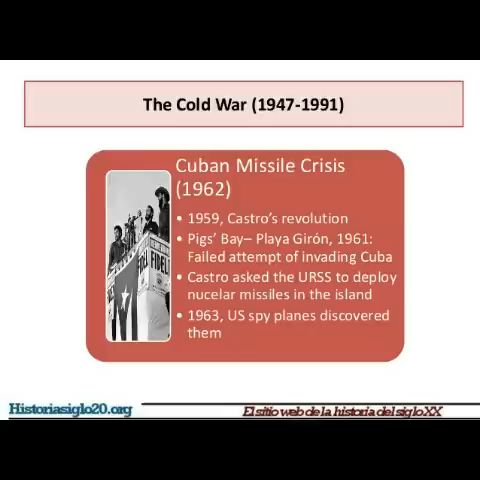 The Cold War (1947-1991)
Cuban Missile Crisis
(1962)
• 1959, Castro's revolution
• Pigs' Bay– Playa Girón, 1961:
Failed attempt of invading Cuba
• Castro asked the URSS to deploy
nucelar missiles in the island
• 1963, US spy planes discovered
them
FIDEL
Historiasiglo20.org
El sitio web de la historia del siglo XX